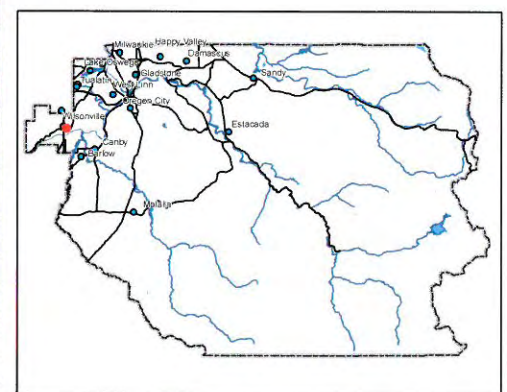 Milwaukie
Happy Valley
Lake Oswego
Damascus
Gladstone
Sandy
Tualatin
West Linn
Oregon City
Wilsonville
Estacada
Canby
Barlow
Molalla